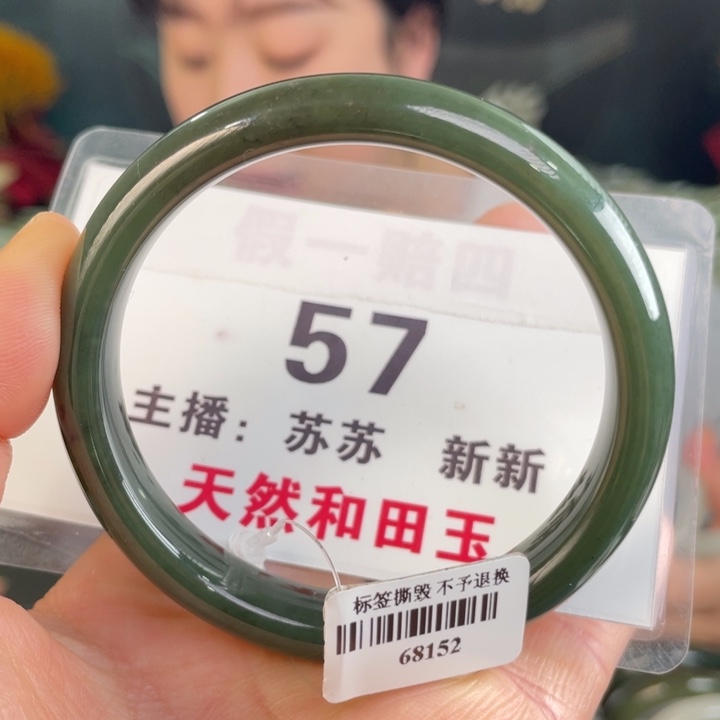 假一赔四
57
主播: 苏苏 新新
天然和田玉
标签撕毁 不予退换
68152